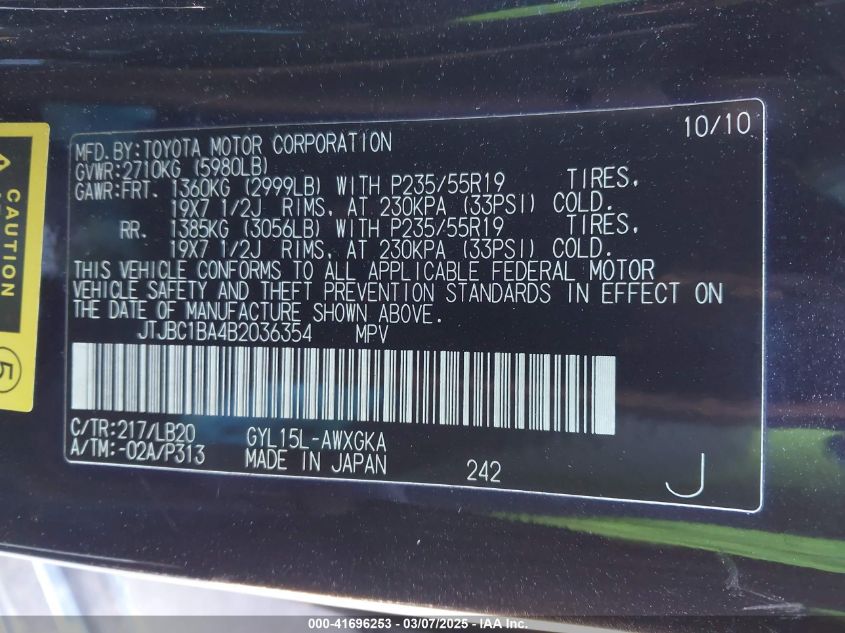 10/10
MFD.BY:TOYOTA MOTOR CORPORATION
GVWR:2710KG (5980LB)
GAWR:FRT. 1360KG (2999LB) WITH P235/55R19 TIRES,
19X7 1/2J RIMS, AT 230KPA (33PSI) COLD.
RR. 1385KG (3056LB) WITH P235/55R19 TIRES,
19X7 1/2J RIMS, AT 230KPA (33PSI) COLD.
THIS VEHICLE CONFORMS TO ALL APPLICABLE FEDERAL MOTOR
VEHICLE SAFETY AND THEFT PREVENTION STANDARDS IN EFFECT ON
THE DATE OF MANUFACTURE SHOWN ABOVE.
JTJBC1BA4B2036354 MPV
C/TR:217/LB20 GYL15L-AWXGKA
A/TM:-02A/P313 MADE IN JAPAN 242 J
CAUTION
5
000-41696253 - 03/07/2025 - IAA Inc.